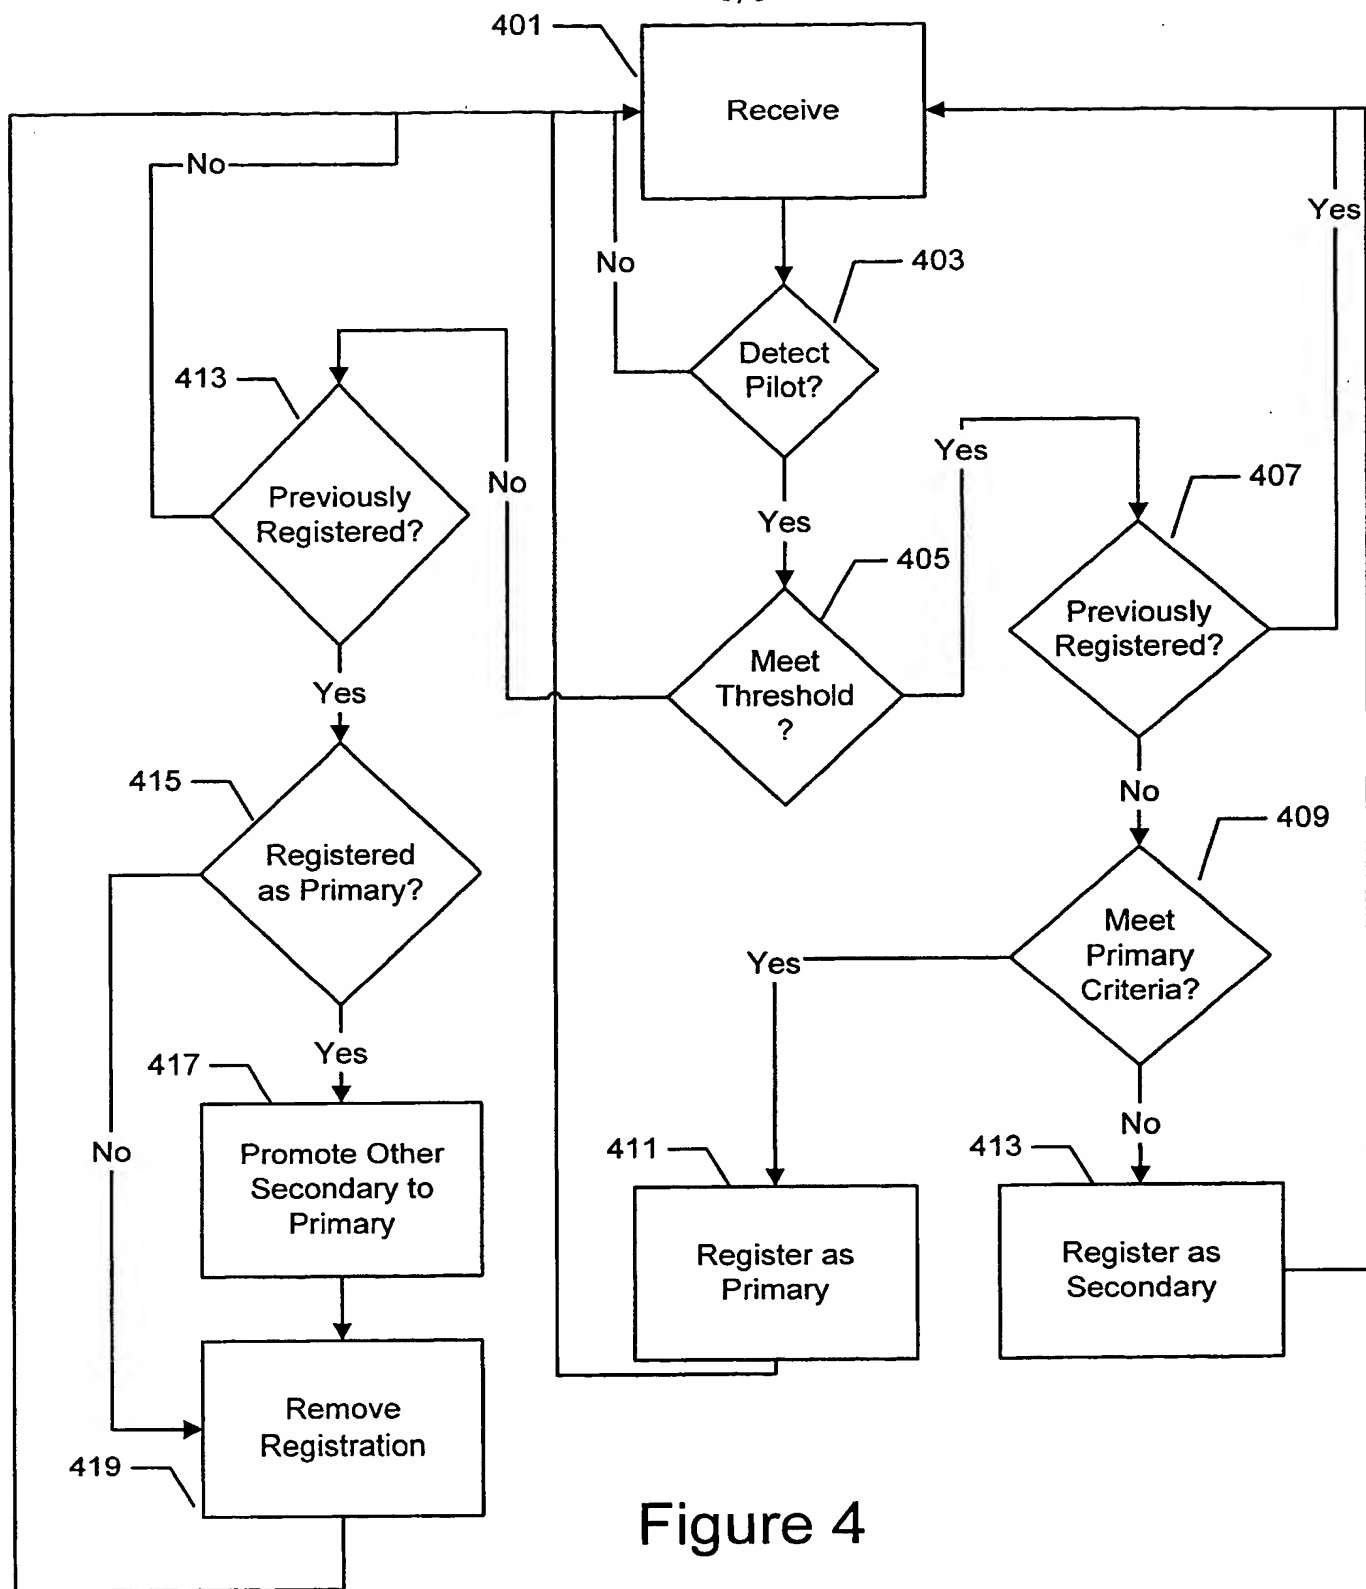 401
Receive
No
Yes
No
403
Detect
Pilot?
413
Yes
407
Previously
Registered?
No
Yes
405
Previously
Registered?
Meet
Threshold
?
Yes
415
No
409
Registered
as Primary?
Meet
Primary
Criteria?
Yes
Yes
417
No
No
411
413
Promote Other
Secondary to
Primary
Register as
Primary
Register as
Secondary
Remove
Registration
419
Figure 4